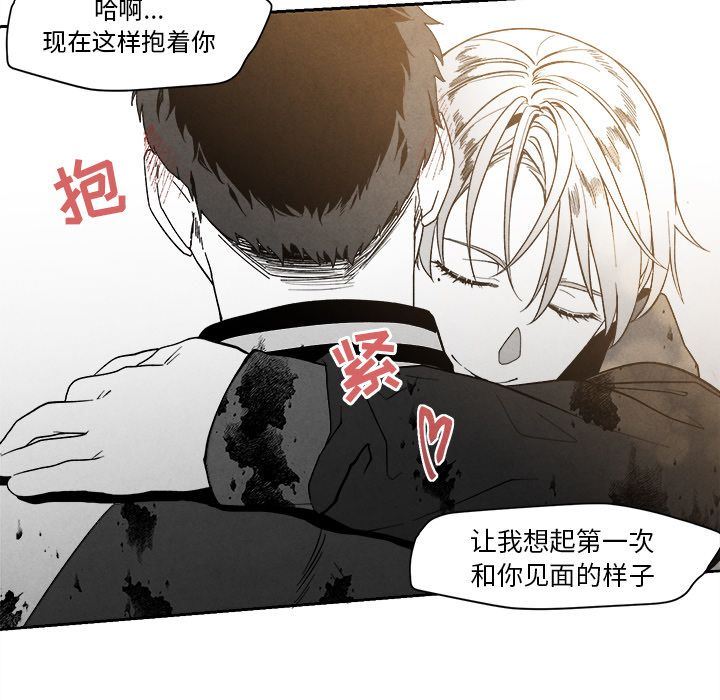 哈啊…
现在这样抱着你
抱
紧
让我想起第一次
和你见面的样子